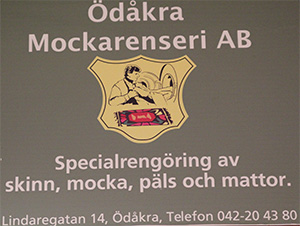 Ödåkra
Mockarenseri AB
Specialrengöring av
skinn, mocka, päls och mattor.
Lindaregatan 14, Ödåkra, Telefon 042-20 43 80